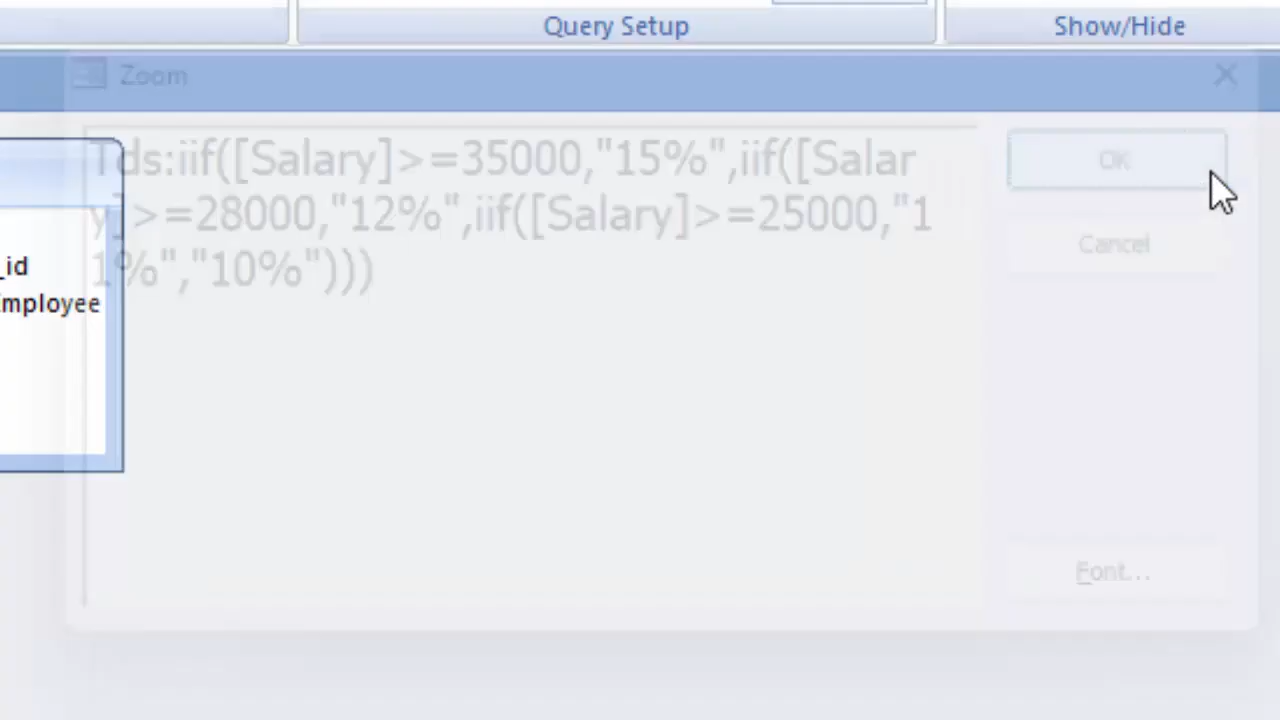 Query Setup
Show/Hide
Zoom
Tds:iif([Salary]>=35000,"15%",iif([Salar
y]>=28000,"12%",iif([Salary]>=25000,"1
1%","10%")))
OK
Cancel
_id
Employee
Font...